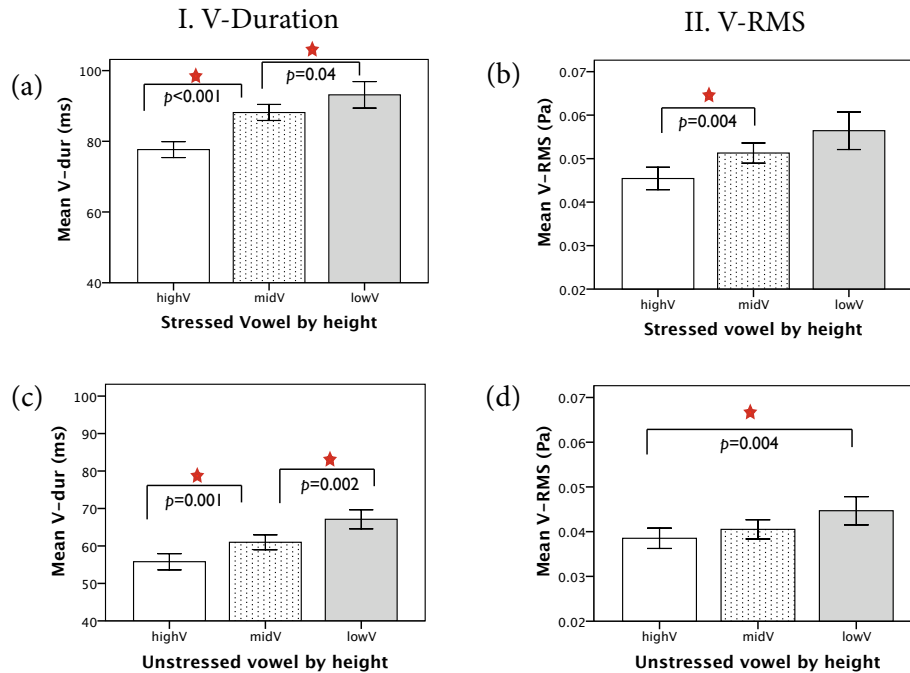 I. V-Duration
II. V-RMS
(a)
Mean V-dur (ms)
100
80
60
40
p<0.001
p=0.04
highV midV lowV
Stressed Vowel by height
(b)
Mean V-RMS (Pa)
0.07
0.06
0.05
0.04
0.03
0.02
p=0.004
highV midV lowV
Stressed vowel by height
(c)
Mean V-dur (ms)
100
90
80
70
60
50
40
p=0.001
p=0.002
highV midV lowV
Unstressed vowel by height
(d)
Mean V-RMS (Pa)
0.07
0.06
0.05
0.04
0.03
0.02
p=0.004
highV midV lowV
Unstressed vowel by height